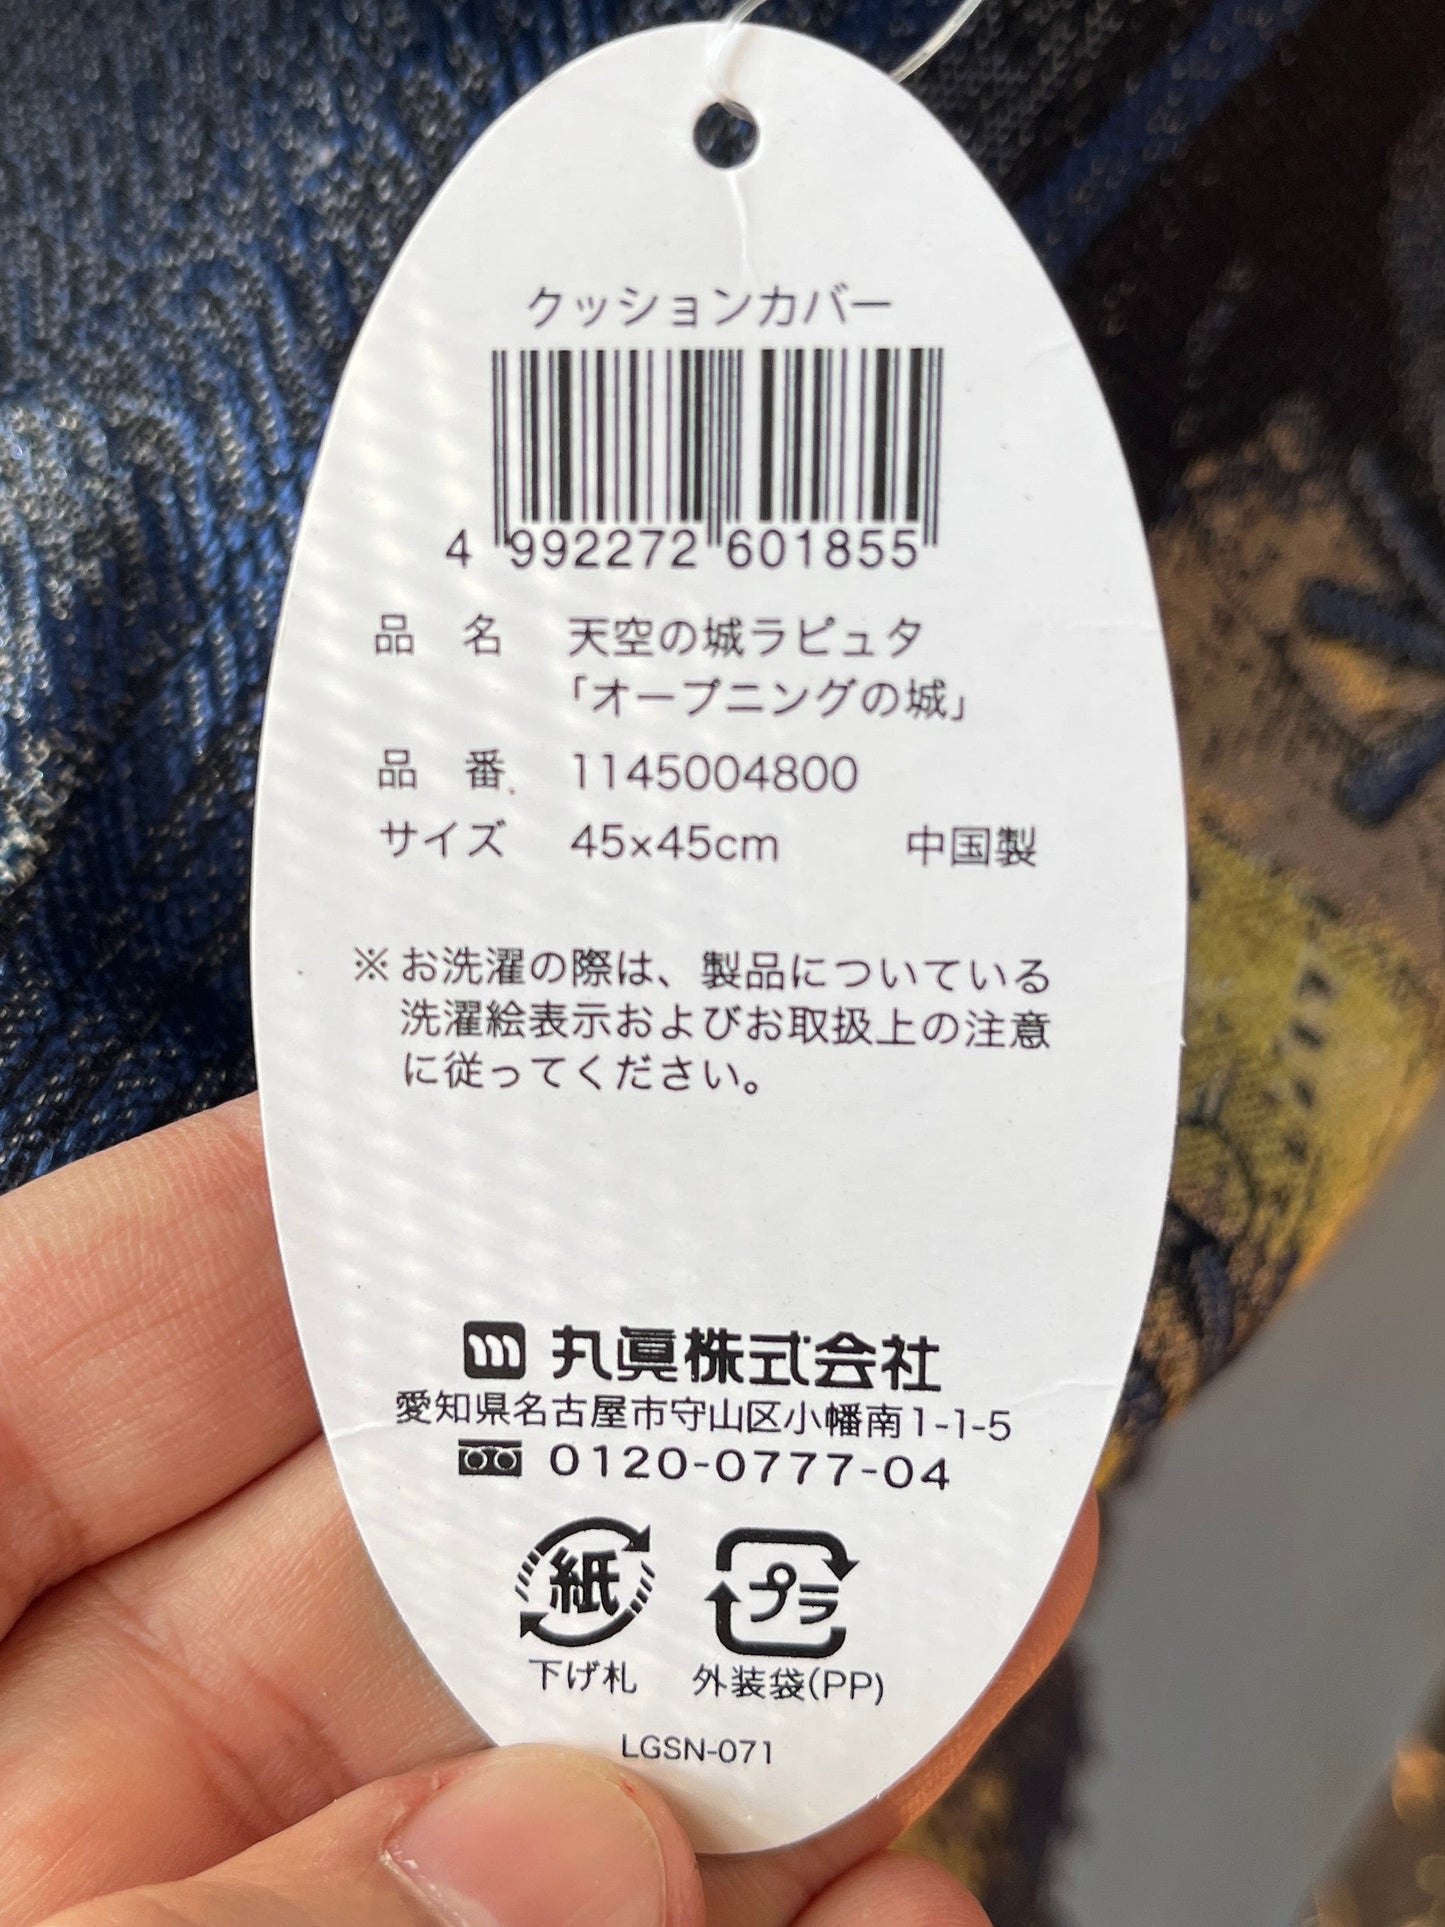 クッションカバー
4 992272 601855
品 名 天空の城ラピュタ
「オープニングの城」
品 番 1145004800
サイズ 45×45cm 中国製
※お洗濯の際は、製品についている
洗濯絵表示およびお取扱上の注意
に従ってください。
丸眞株式会社
愛知県名古屋市守山区小幡南1-1-5
0120-0777-04
紙 プラ
下げ札 外装袋(PP)
LGSN-071